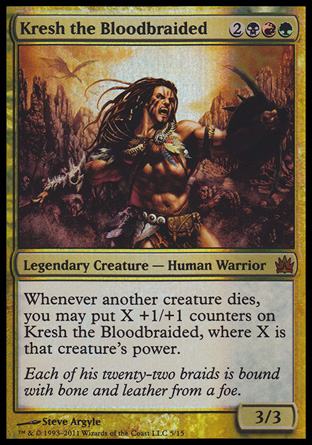 Kresh the Bloodbraided 2
Legendary Creature — Human Warrior
Whenever another creature dies,
you may put X +1/+1 counters on
Kresh the Bloodbraided, where X is
that creature's power.
Each of his twenty-two braids is bound
with bone and leather from a foe.
3/3
Steve Argyle
™ & © 1993–2011 Wizards of the Coast LLC 5/15